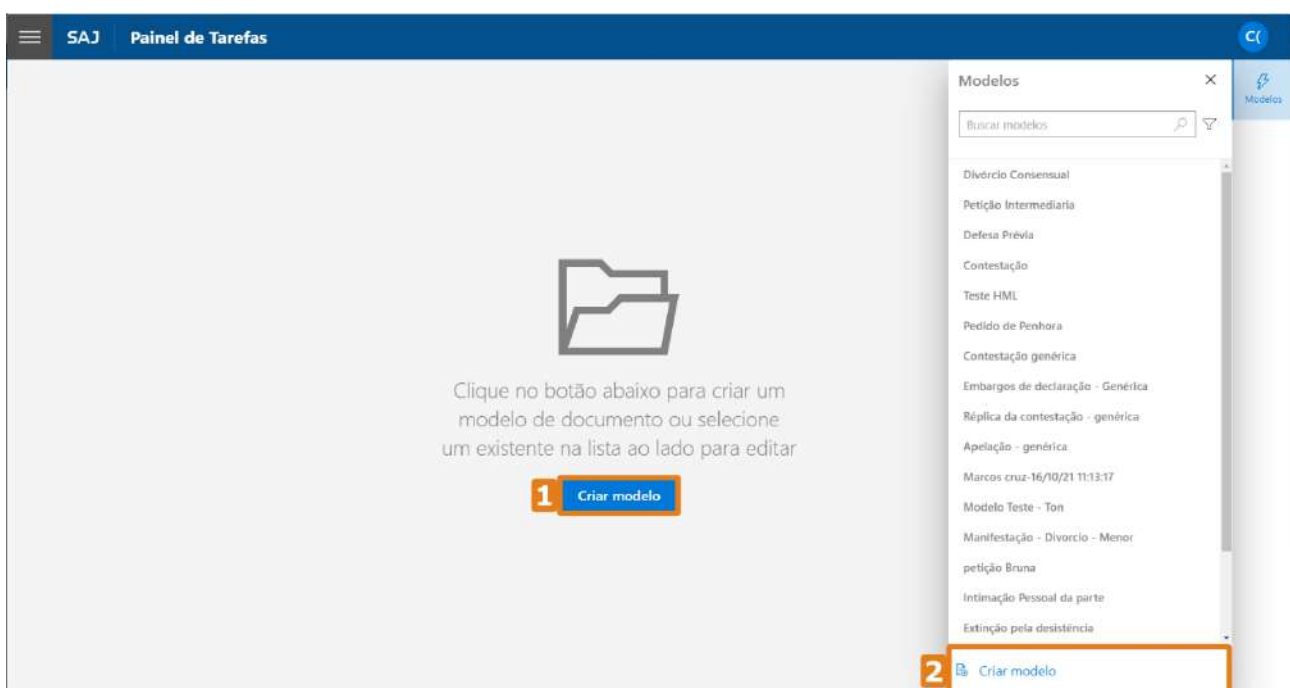 SAJ Painel de Tarefas C(
Modelos
Modelos
Buscar modelos
Divórcio Consensual
Petição Intermediaria
Defesa Prévia
Contestação
Teste HML
Pedido de Penhora
Contestação genérica
Embargos de declaração - Genérica
Réplica da contestação - genérica
Apelação - genérica
Marcos cruz-16/10/21 11:13:17
Modelo Teste - Ton
Manifestação - Divorcio - Menor
petição Bruna
Intimação Pessoal da parte
Extinção pela desistência
2 Criar modelo
Clique no botão abaixo para criar um
modelo de documento ou selecione
um existente na lista ao lado para editar
1 Criar modelo